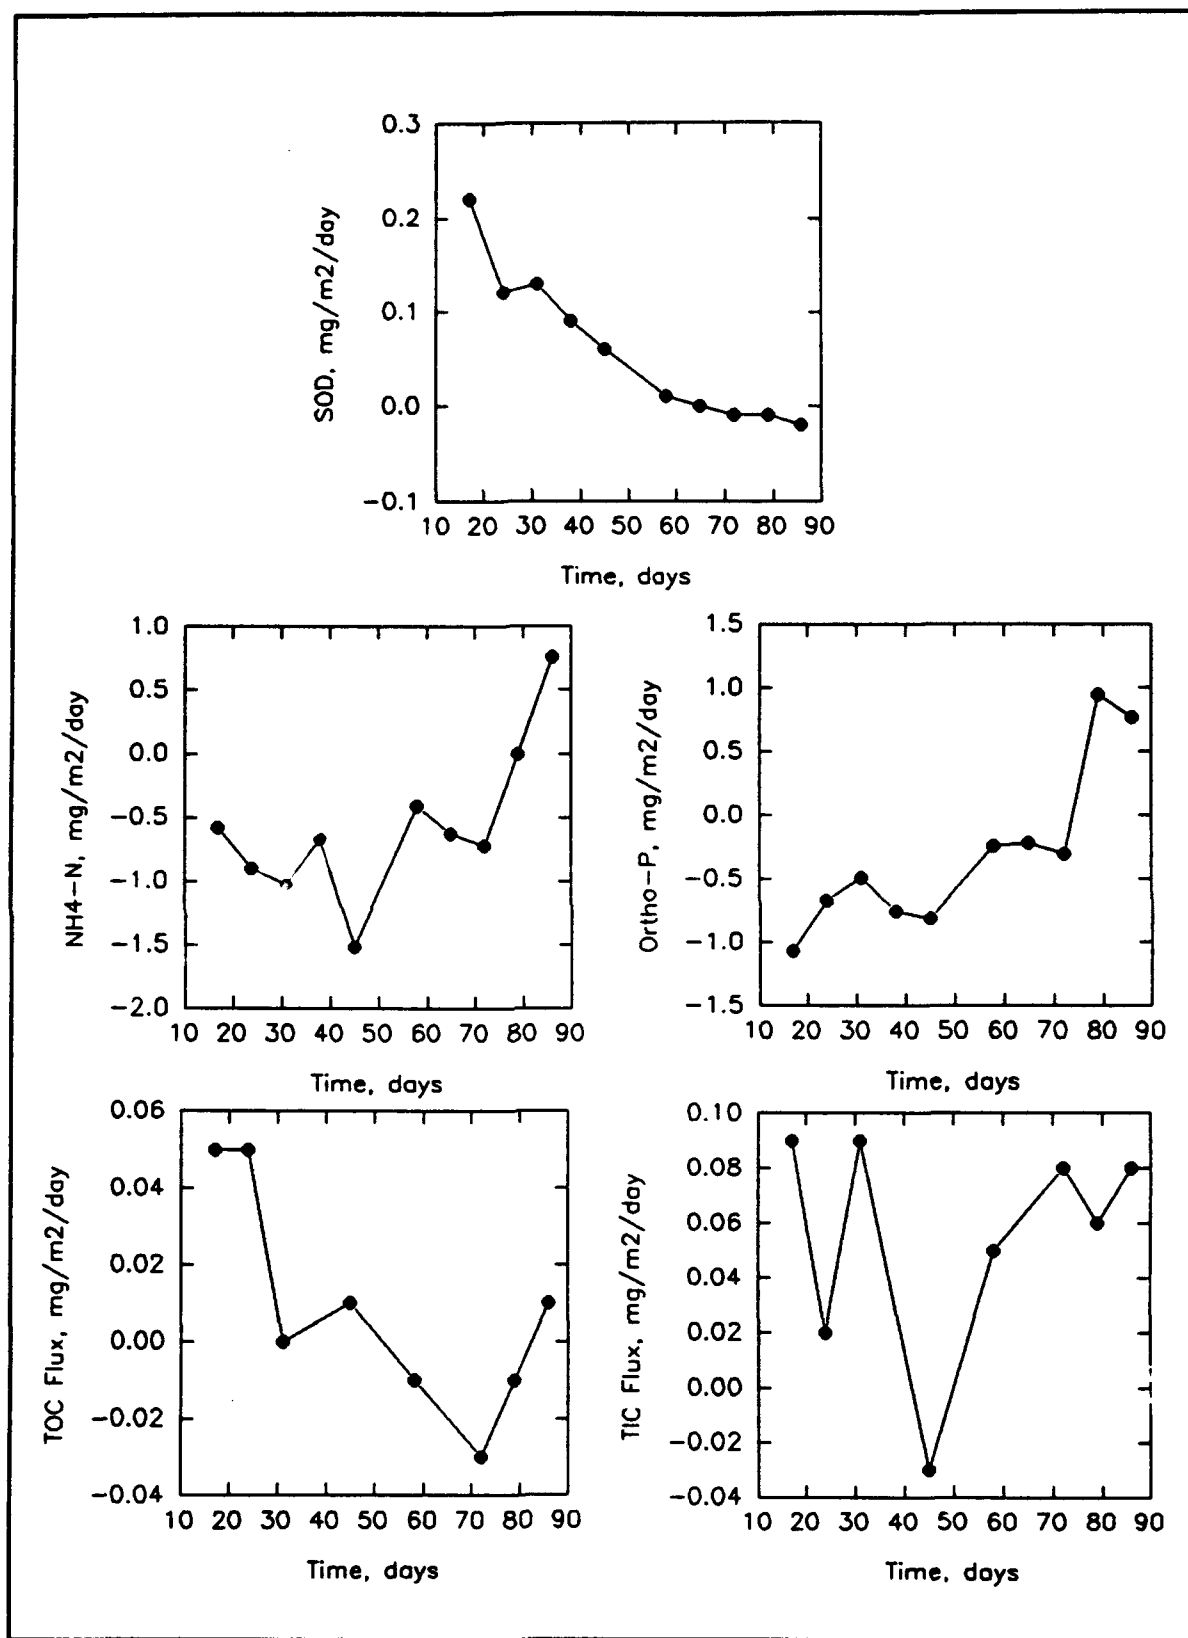 0.3
0.2
0.1
0.0
−0.1
SOD, mg/m2/day
10 20 30 40 50 60 70 80 90
Time, days
1.0
0.5
0.0
−0.5
−1.0
−1.5
−2.0
NH4−N, mg/m2/day
10 20 30 40 50 60 70 80 90
Time, days
1.5
1.0
0.5
0.0
−0.5
−1.0
−1.5
Ortho−P, mg/m2/day
10 20 30 40 50 60 70 80 90
Time, days
0.06
0.04
0.02
0.00
−0.02
−0.04
TOC Flux, mg/m2/day
10 20 30 40 50 60 70 80 90
Time, days
0.10
0.08
0.06
0.04
0.02
0.00
−0.02
−0.04
TIC Flux, mg/m2/day
10 20 30 40 50 60 70 80 90
Time, days